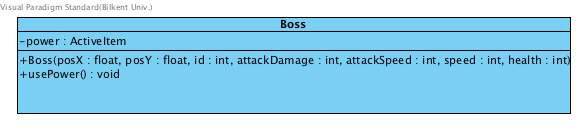 Visual Paradigm Standard(Bilkent Univ.)
Boss
-power : ActiveItem
+Boss(posX : float, posY : float, id : int, attackDamage : int, attackSpeed : int, speed : int, health : int)
+usePower() : void